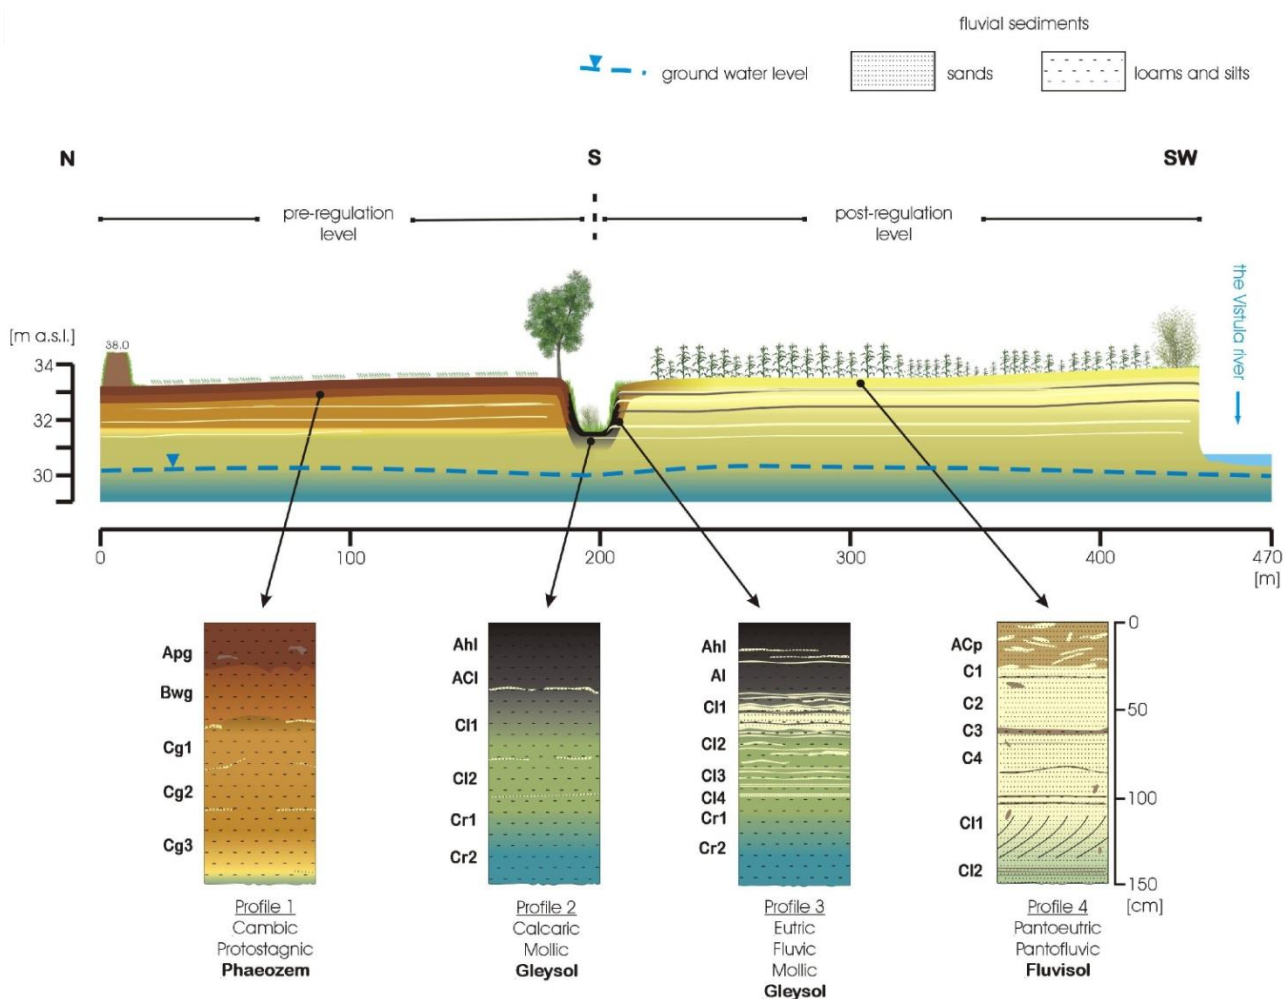 fluvial sediments
ground water level
sands
loams and silts
N
S
SW
pre-regulation
level
post-regulation
level
the Vistula river
[m a.s.l.]
38.0
34
32
30
0
100
200
300
400
470
[m]
Apg
Bwg
Cg1
Cg2
Cg3
Profile 1
Cambic
Protostagnic
Phaeozem
Ahl
ACl
Cl1
Cl2
Cr1
Cr2
Profile 2
Calcaric
Mollic
Gleysol
Ahl
Al
Cl1
Cl2
Cl3
Cl4
Cr1
Cr2
Profile 3
Eutric
Fluvic
Mollic
Gleysol
ACp
C1
C2
C3
C4
Cl1
Cl2
0
50
100
150
[cm]
Profile 4
Pantoeutric
Pantofluvic
Fluvisol